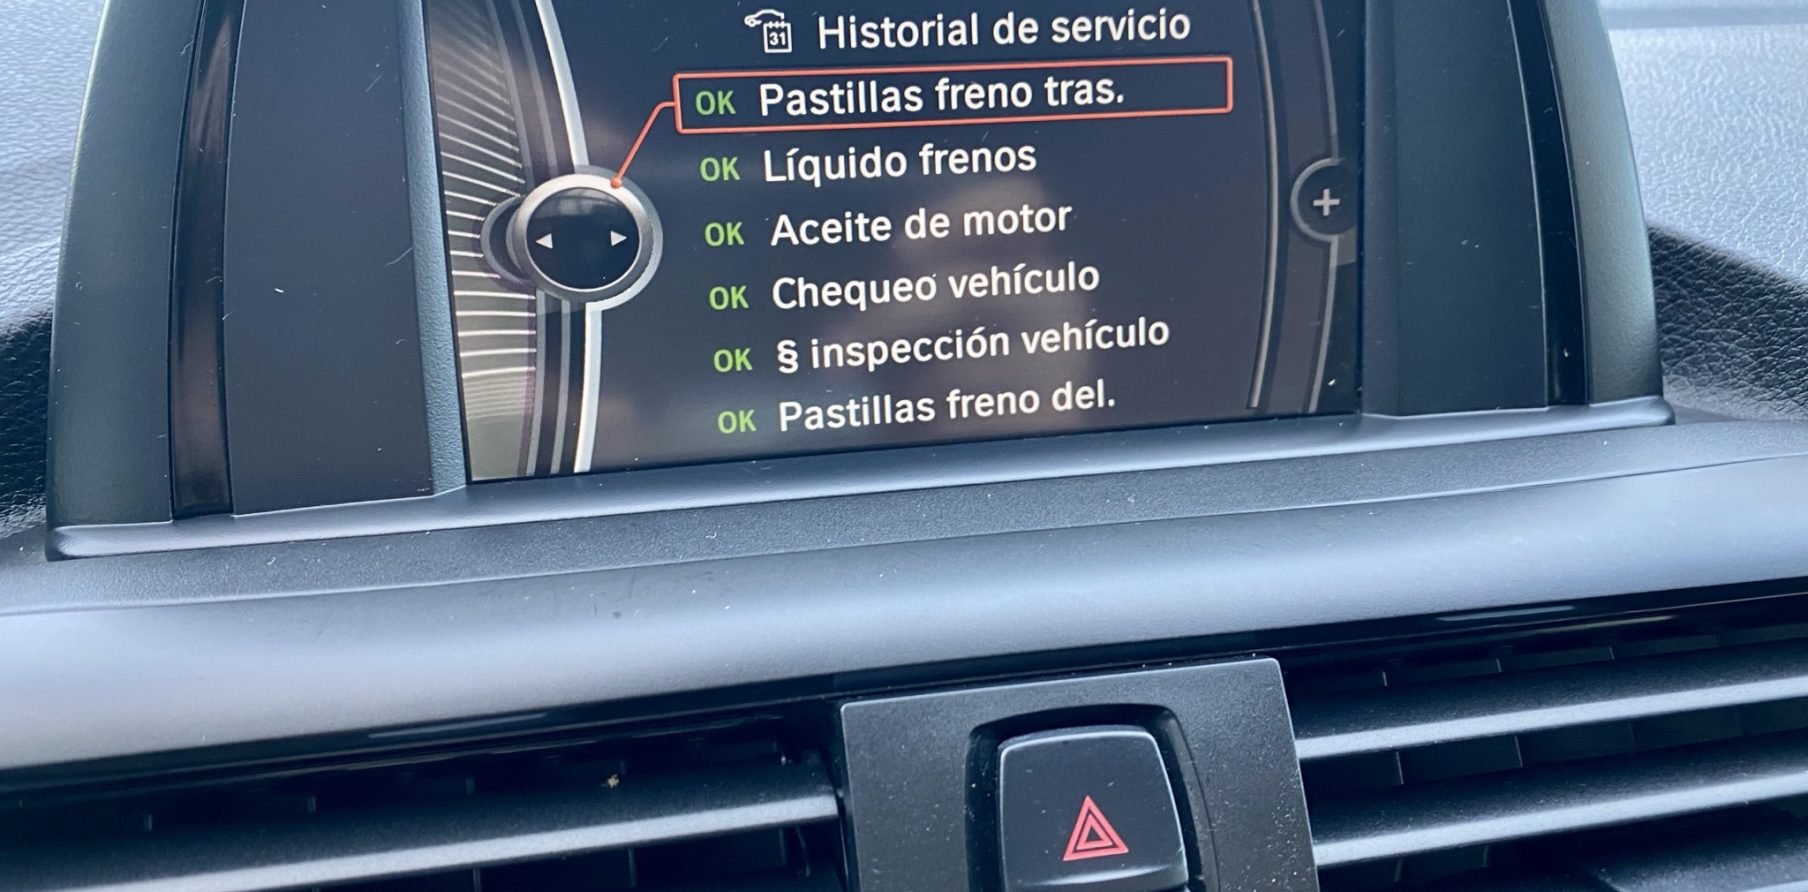 31 Historial de servicio
OK Pastillas freno tras.
OK Líquido frenos
OK Aceite de motor
OK Chequeo vehículo
OK § inspección vehículo
OK Pastillas freno del.
+